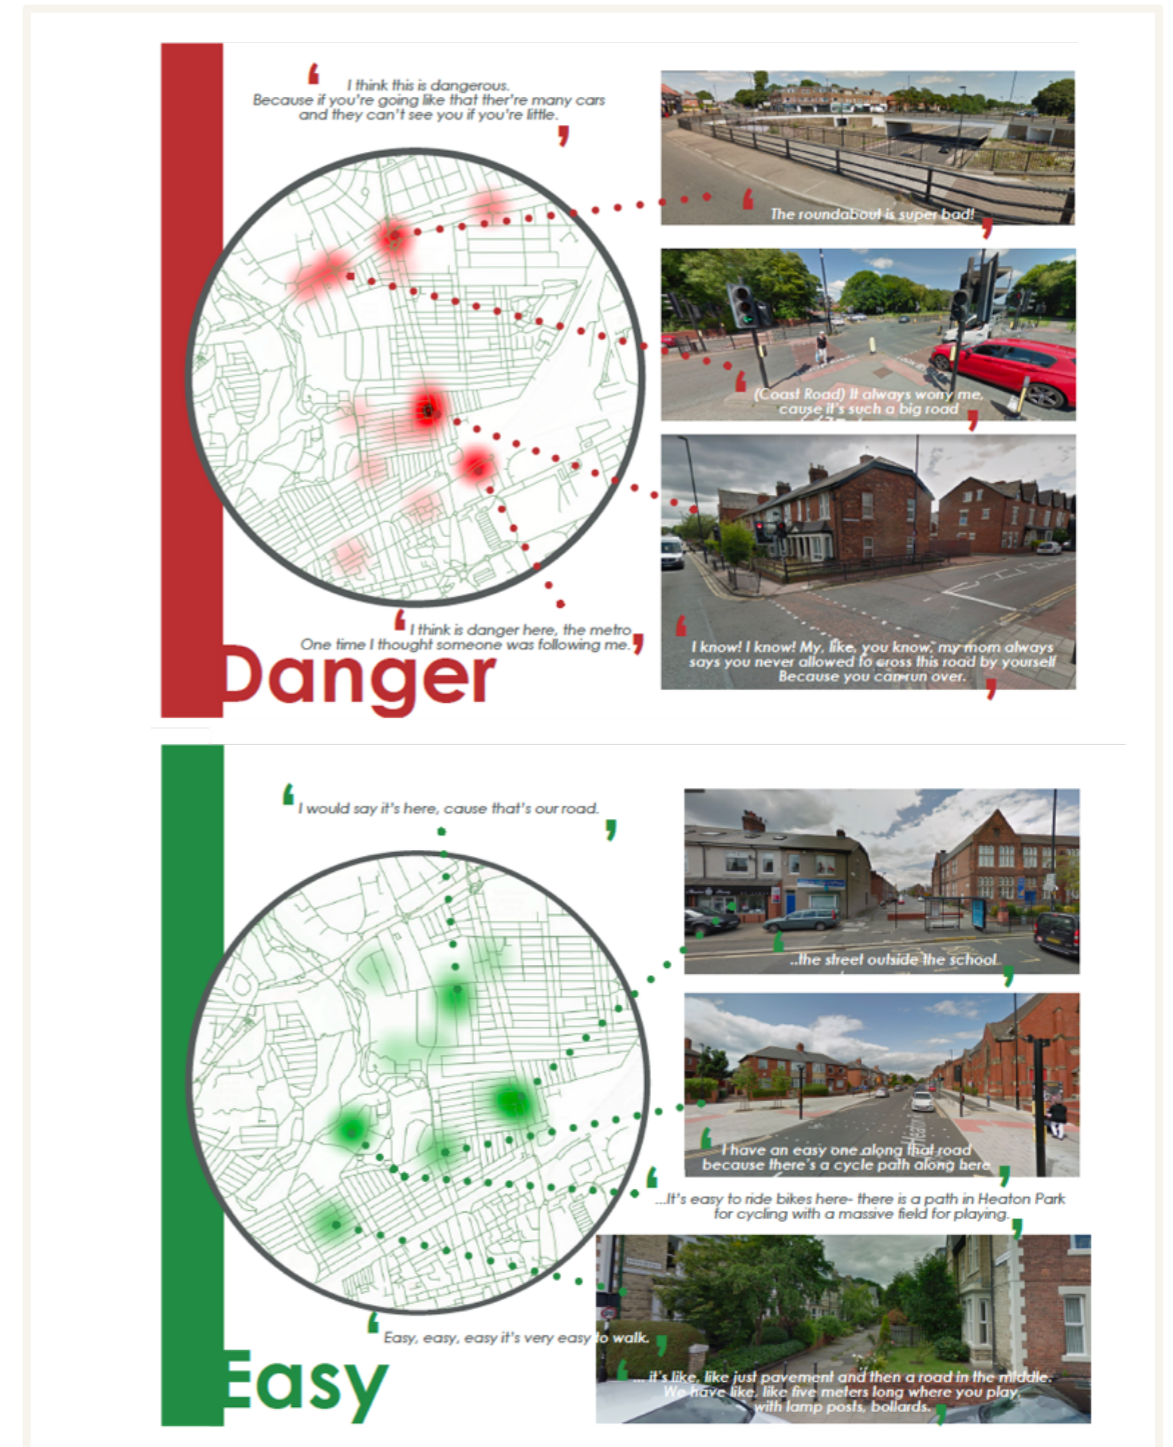 I think this is dangerous.
Because if you're going like that ther're many cars
and they can't see you if you're little.
The roundabout is super bad!
(Coast Road) It always worry me,
cause it's such a big road
I think is danger here, the metro
One time I thought someone was following me.
I know! I know! My, like, you know, my mom always
says you never allowed to cross this road by yourself
Because you can run over.
Danger
I would say it's here, cause that's our road.
..the street outside the school
I have an easy one along that road
because there's a cycle path along here
...It's easy to ride bikes here- there is a path in Heaton Park
for cycling with a massive field for playing.
Easy, easy, easy it's very easy to walk.
... it's like, like just pavement and then a road in the middle.
We have like, like five meters long where you play,
with lamp posts, bollards.
Easy